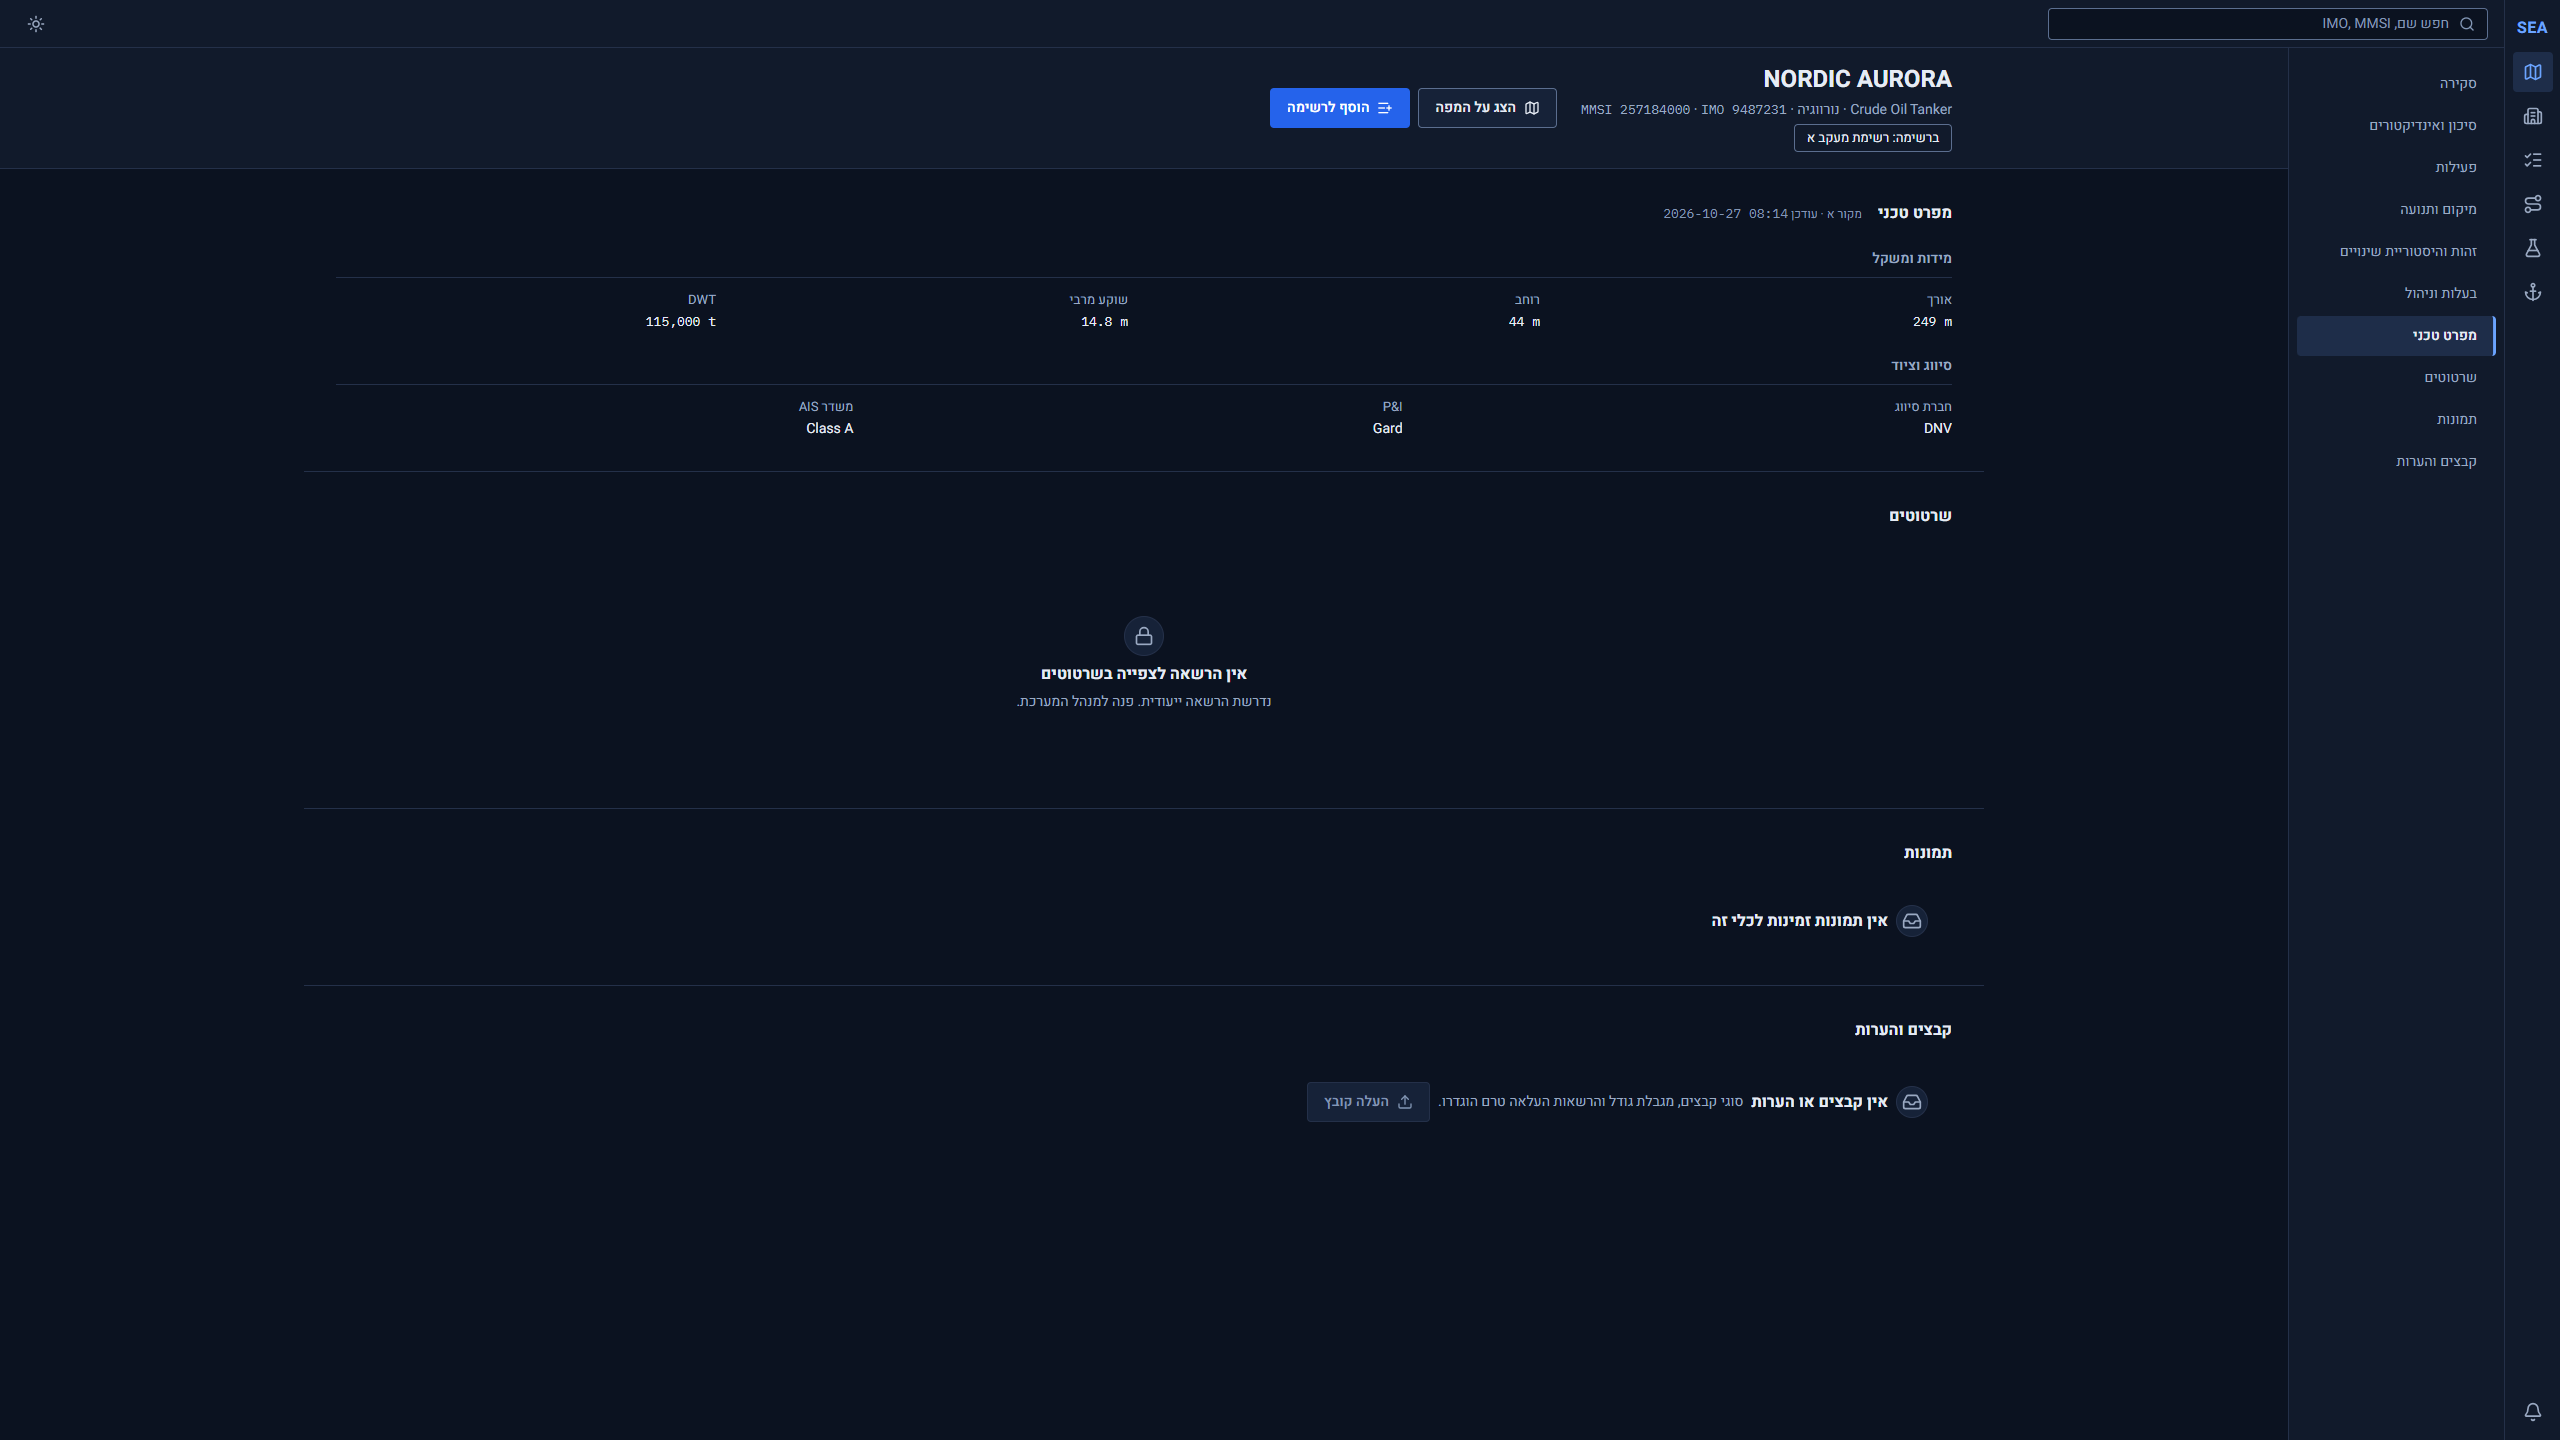 SEA
חפש שם, IMO, MMSI
סקירה
סיכון ואינדיקטורים
פעילות
מיקום ותנועה
זהות והיסטוריית שינויים
בעלות וניהול
מפרט טכני
שרטוטים
תמונות
קבצים והערות
NORDIC AURORA
Crude Oil Tanker · נורווגיה · IMO 9487231 · MMSI 257184000
ברשימה: רשימת מעקב א
הצג על המפה
הוסף לרשימה
מפרט טכני מקור א · עודכן 2026-10-27 08:14
מידות ומשקל
אורך רוחב שוקע מרבי DWT
249 m 44 m 14.8 m 115,000 t
סיווג וציוד
חברת סיווג P&I משדר AIS
DNV Gard Class A
שרטוטים
אין הרשאה לצפייה בשרטוטים
נדרשת הרשאה ייעודית. פנה למנהל המערכת.
תמונות
אין תמונות זמינות לכלי זה
קבצים והערות
אין קבצים או הערות סוגי קבצים, מגבלת גודל והרשאות העלאה טרם הוגדרו. העלה קובץ